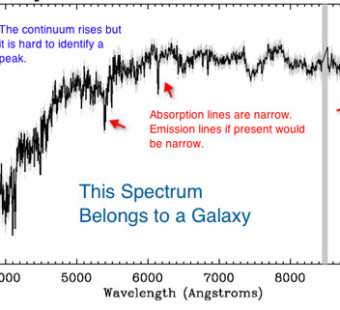 The continuum rises but
it is hard to identify a
peak.
Absorption lines are narrow.
Emission lines if present would
be narrow.
This Spectrum
Belongs to a Galaxy
000 5000 6000 7000 8000
Wavelength (Angstroms)